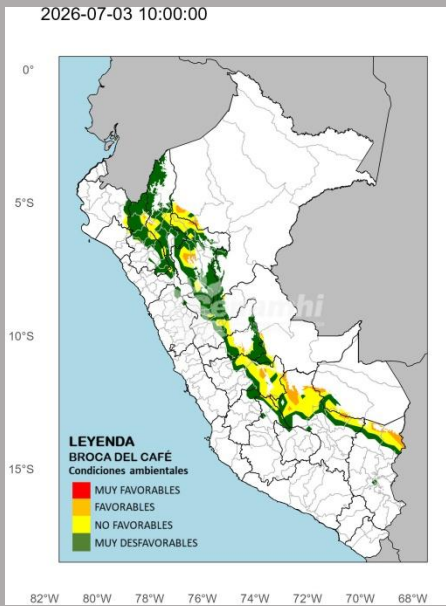 2026-07-03 10:00:00
0°
5°S
10°S
15°S
Senamhi
LEYENDA
BROCA DEL CAFÉ
Condiciones ambientales
MUY FAVORABLES
FAVORABLES
NO FAVORABLES
MUY DESFAVORABLES
82°W 80°W 78°W 76°W 74°W 72°W 70°W 68°W